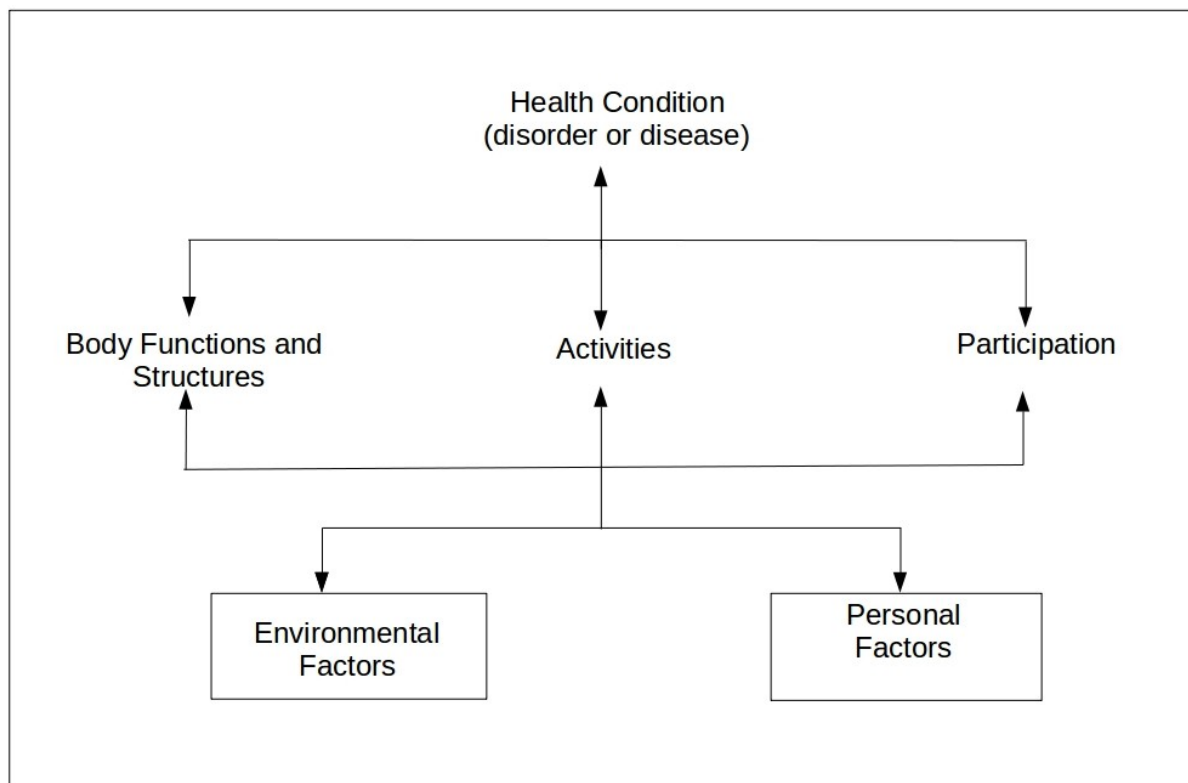 Health Condition
(disorder or disease)
Body Functions and
Structures
Activities
Participation
Environmental
Factors
Personal
Factors